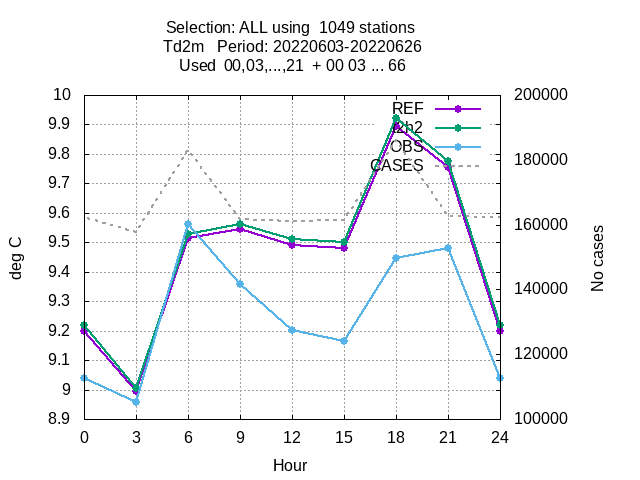 Selection: ALL using  1049 stations
Td2m   Period: 20220603-20220626
Used  00,03,...,21  + 00 03 ... 66
10
9.9
9.8
9.7
9.6
9.5
9.4
9.3
9.2
9.1
9
8.9
deg C
REF
OBS
CASES
200000
180000
160000
140000
120000
100000
No cases
0 3 6 9 12 15 18 21 24
Hour